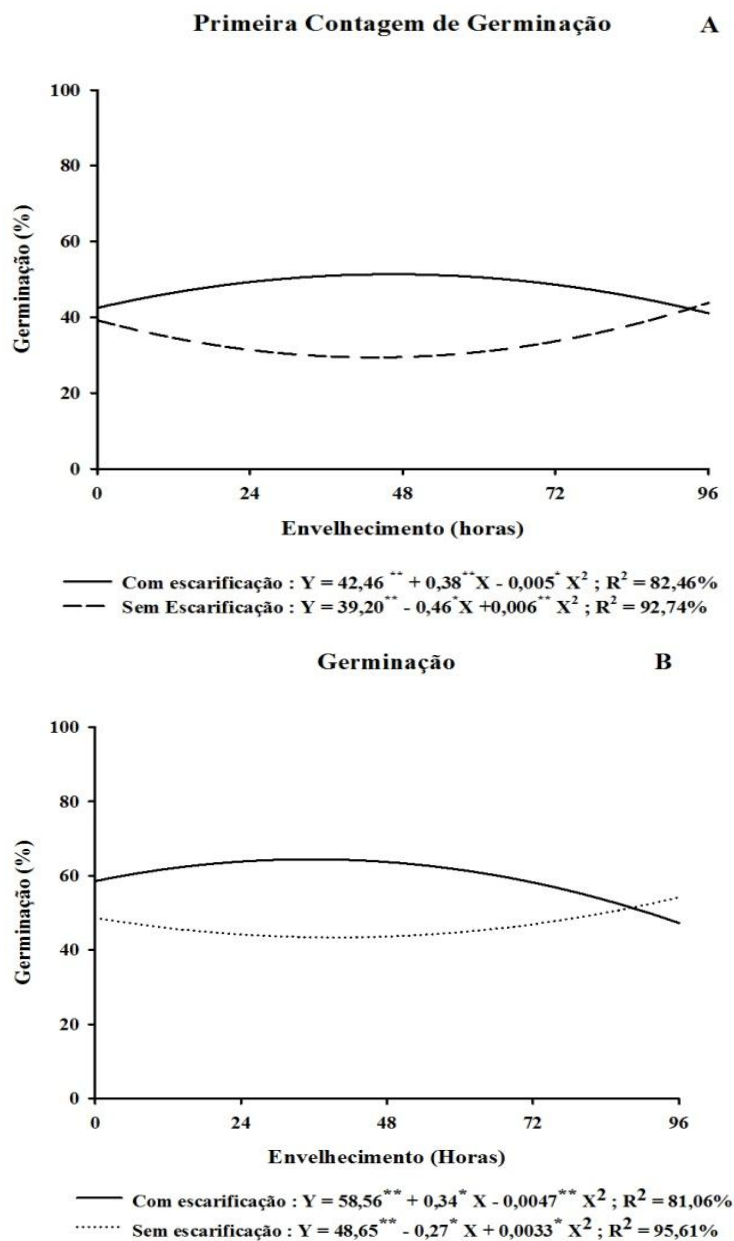 Primeira Contagem de Germinação A
100
80
60
40
20
0
Germinação (%)
0 24 48 72 96
Envelhecimento (horas)
Com escarificação : Y = 42,46 ** + 0,38**X - 0,005* X² ; R² = 82,46%
Sem Escarificação : Y = 39,20** - 0,46*X +0,006** X² ; R² = 92,74%
Germinação B
100
80
60
40
20
0
Germinação (%)
0 24 48 72 96
Envelhecimento (Horas)
Com escarificação : Y = 58,56** + 0,34* X - 0,0047** X² ; R² = 81,06%
Sem escarificação : Y = 48,65** - 0,27* X + 0,0033* X² ; R² = 95,61%